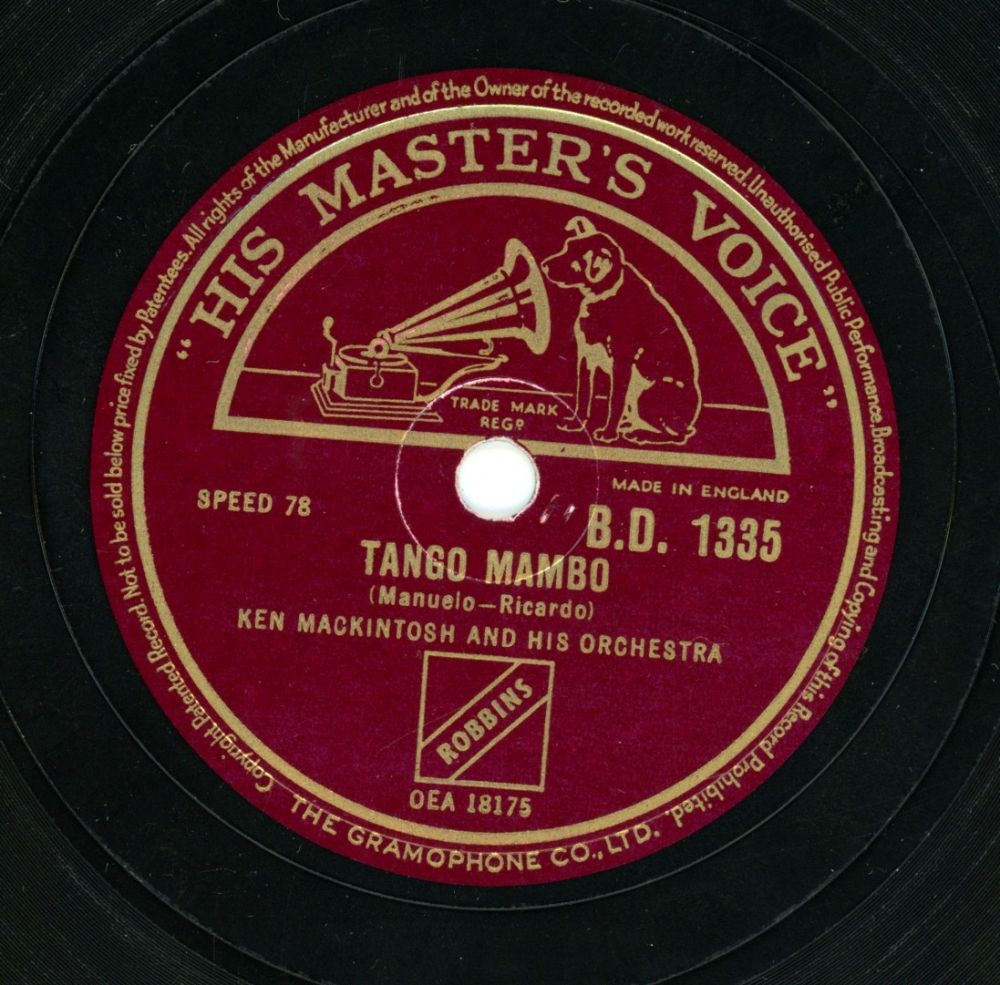 Copyright Patented Record. Not to be sold below price fixed by Patentees. All rights of the Manufacturer and of the Owner of the recorded work reserved. Unauthorised Public Performance, Broadcasting and Copying of this Record Prohibited.
"HIS MASTER'S VOICE"
TRADE MARK
REGD
MADE IN ENGLAND
SPEED 78
B.D. 1335
TANGO MAMBO
(Manuelo—Ricardo)
KEN MACKINTOSH AND HIS ORCHESTRA
ROBBINS
OEA 18175
THE GRAMOPHONE CO., LTD.